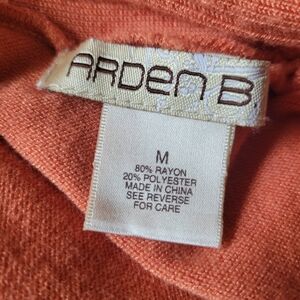 ARDEN B.
M
80% RAYON
20% POLYESTER
MADE IN CHINA
SEE REVERSE
FOR CARE